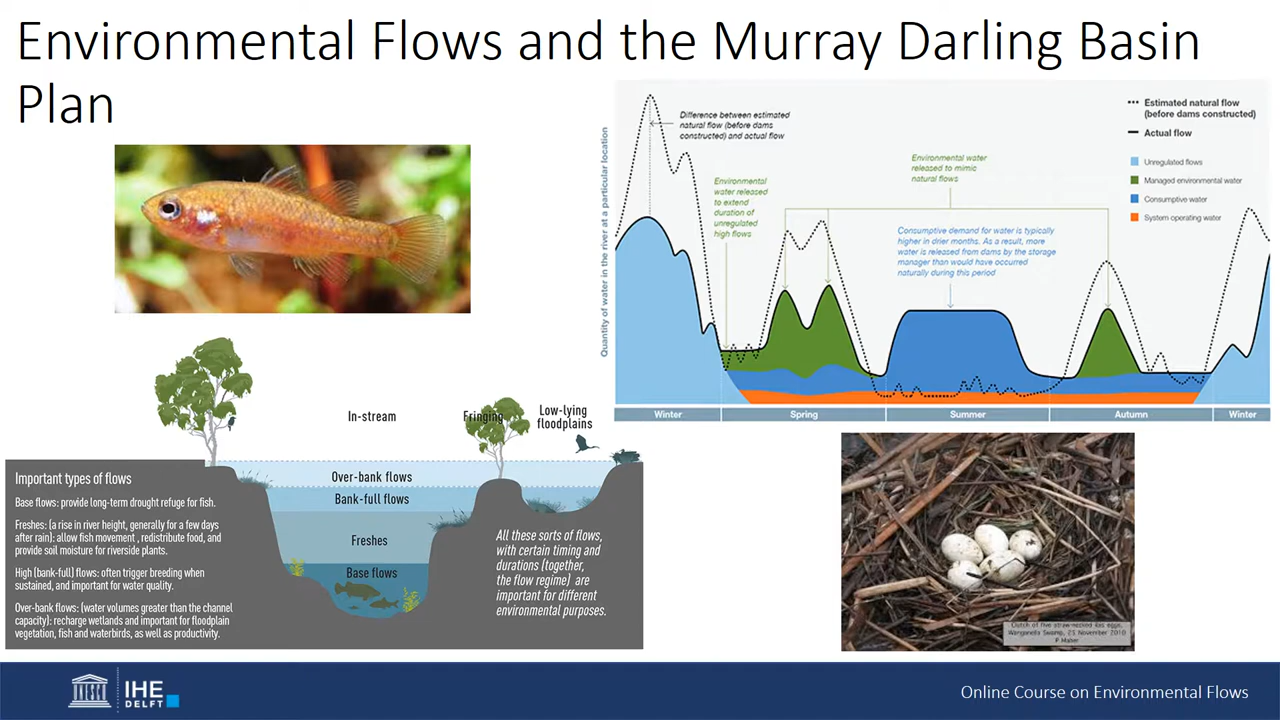 Environmental Flows and the Murray Darling Basin
Plan
Quantity of water in the river at a particular location
Difference between estimated
natural flow (before dams
constructed) and actual flow
Estimated natural flow
(before dams constructed)
Actual flow
Unregulated flows
Managed environmental water
Consumptive water
System operating water
Environmental
water released
to extend
duration of
unregulated
high flows
Environmental water
released to mimic
natural flows
Consumptive demand for water is typically
higher in drier months. As a result, more
water is released from dams by the storage
manager than would have occurred
naturally during this period
Winter
Spring
Summer
Autumn
Winter
In-stream
Fringing
Low-lying
floodplains
Over-bank flows
Bank-full flows
Freshes
Base flows
Important types of flows
Base flows: provide long-term drought refuge for fish.
Freshes: (a rise in river height, generally for a few days
after rain): allow fish movement , redistribute food, and
provide soil moisture for riverside plants.
High (bank-full) flows: often trigger breeding when
sustained, and important for water quality.
Over-bank flows: (water volumes greater than the channel
capacity): recharge wetlands and important for floodplain
vegetation, fish and waterbirds, as well as productivity.
All these sorts of flows,
with certain timing and
durations (together,
the flow regime) are
important for different
environmental purposes.
Clutch of five straw-necked ibis eggs,
Wanganella Swamp, 25 November 2010
P Maher
UNESCO
IHE
DELFT
Online Course on Environmental Flows